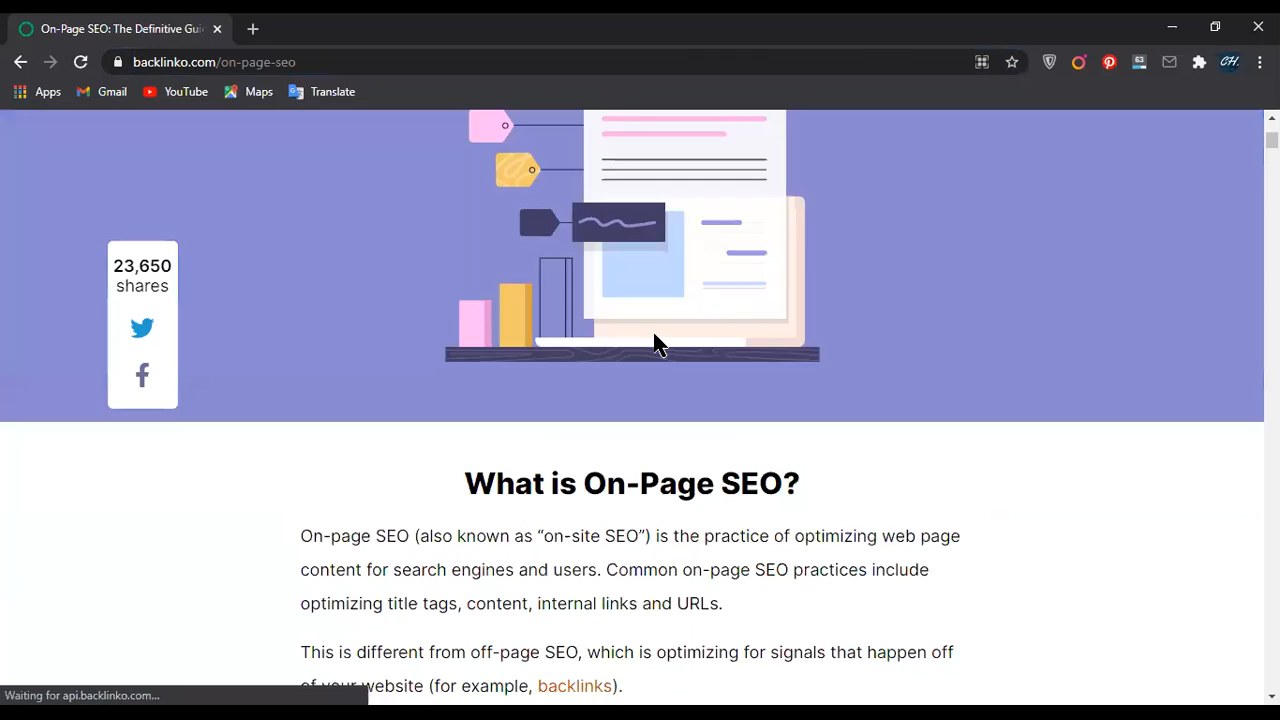 On-Page SEO: The Definitive Gui
backlinko.com/on-page-seo
63
CH
Apps
Gmail
YouTube
Maps
Translate
23,650
shares
What is On-Page SEO?
On-page SEO (also known as “on-site SEO”) is the practice of optimizing web page
content for search engines and users. Common on-page SEO practices include
optimizing title tags, content, internal links and URLs.
This is different from off-page SEO, which is optimizing for signals that happen off
of your website (for example, backlinks).
Waiting for api.backlinko.com...